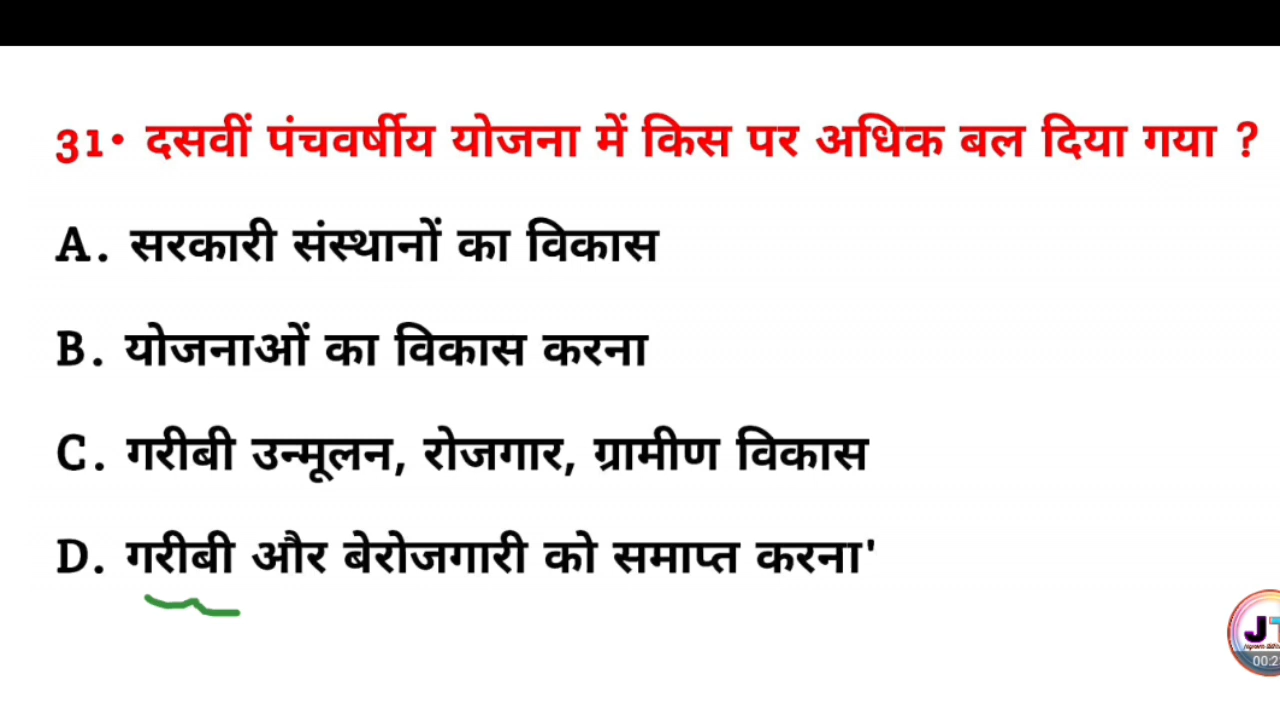 31• दसवीं पंचवर्षीय योजना में किस पर अधिक बल दिया गया ?
A. सरकारी संस्थानों का विकास
B. योजनाओं का विकास करना
C. गरीबी उन्मूलन, रोजगार, ग्रामीण विकास
D. गरीबी और बेरोजगारी को समाप्त करना'